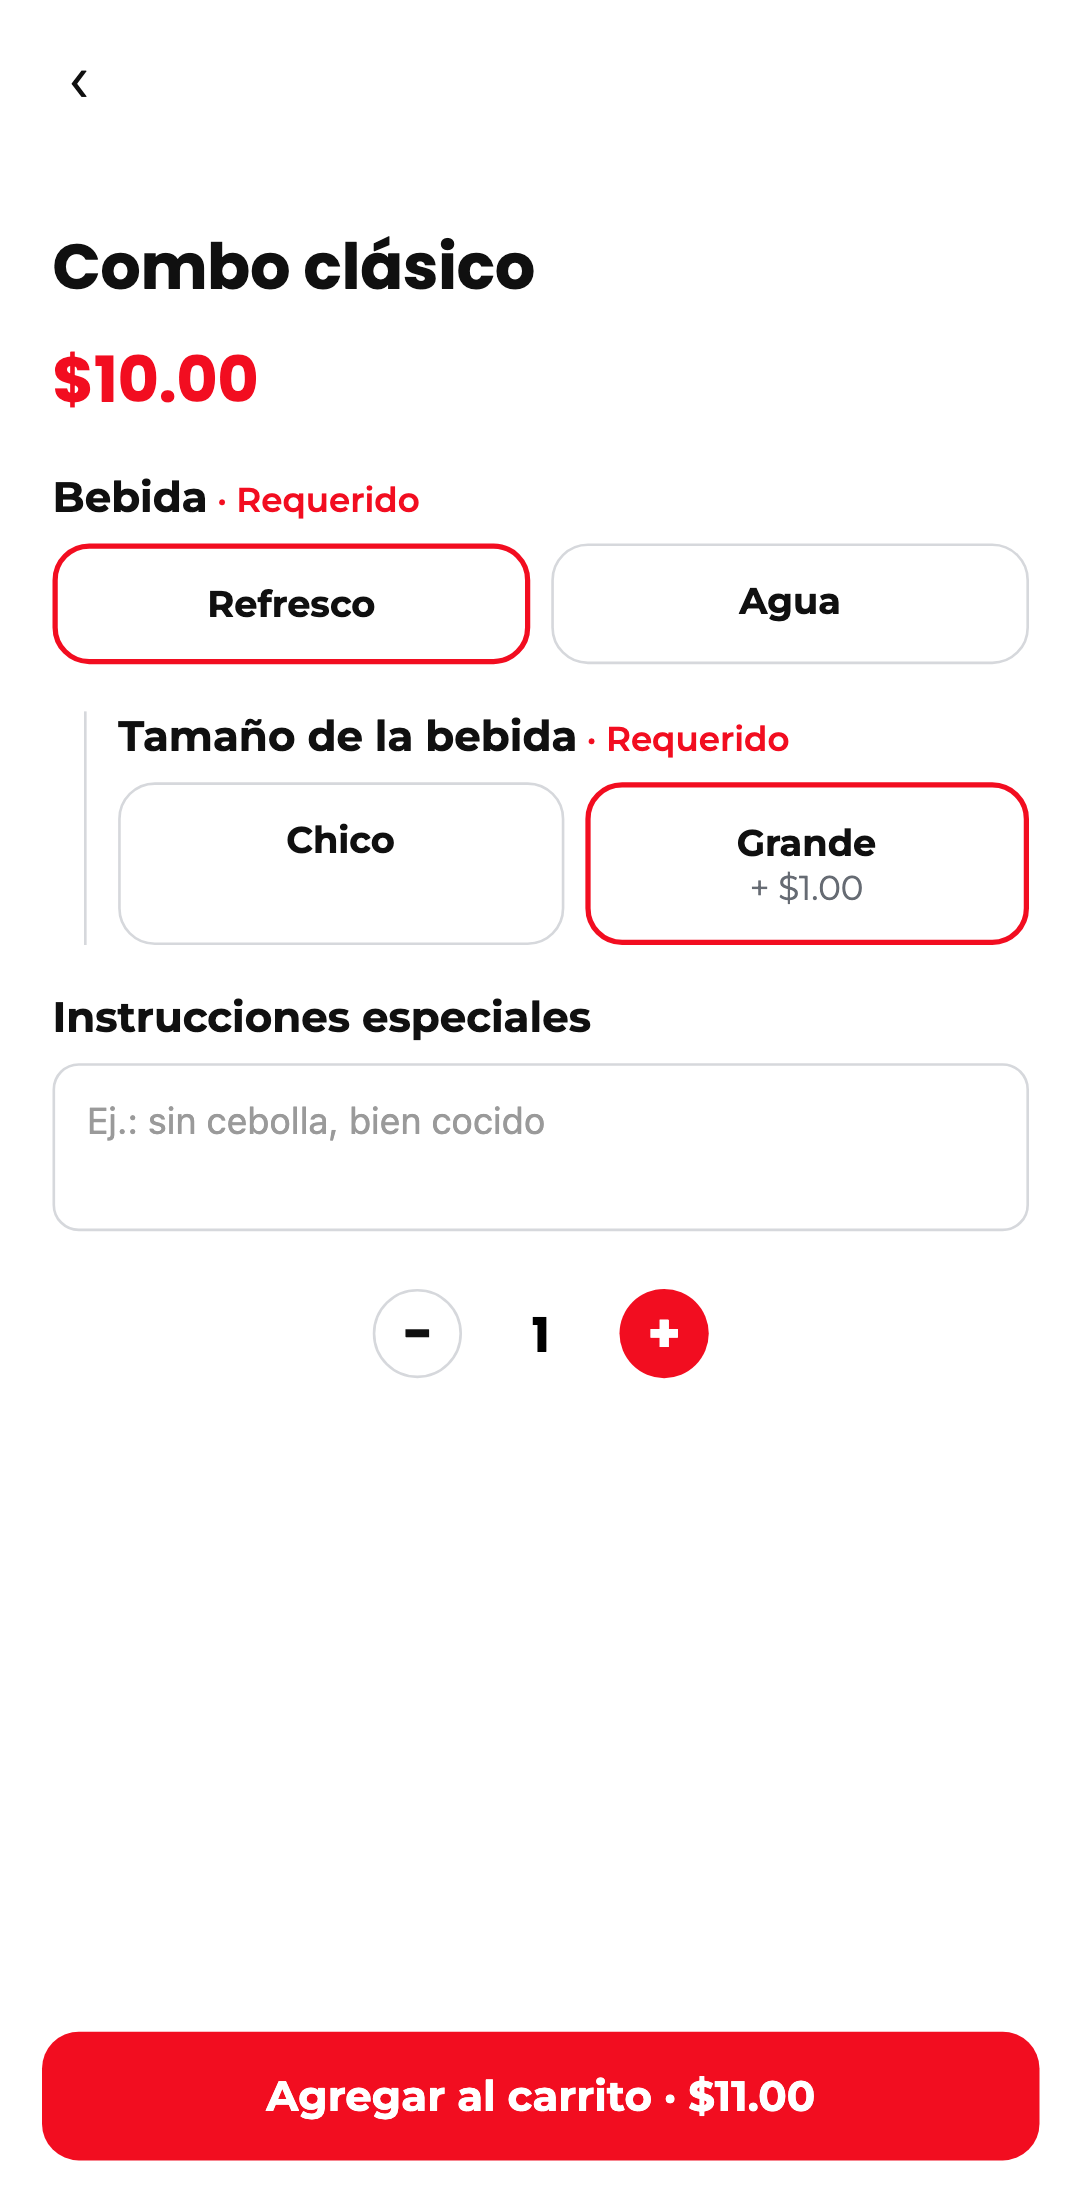 ‹
Combo clásico
$10.00
Bebida · Requerido
Refresco
Agua
Tamaño de la bebida · Requerido
Chico
Grande
+ $1.00
Instrucciones especiales
Ej.: sin cebolla, bien cocido
− 1 +
Agregar al carrito · $11.00